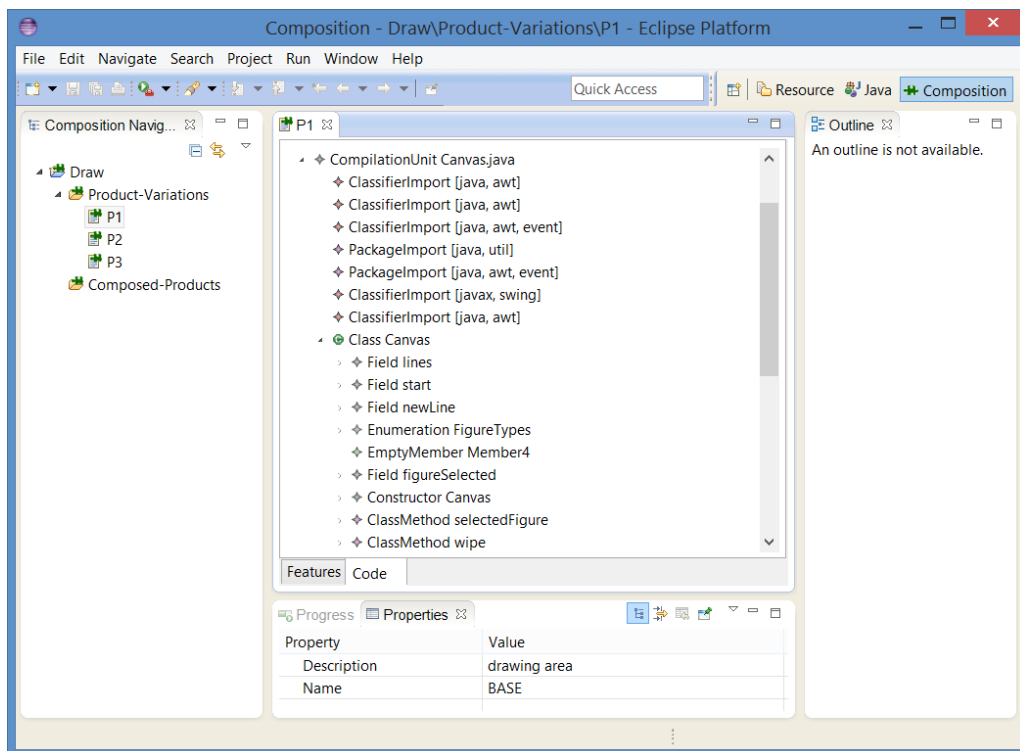 Composition - Draw\Product-Variations\P1 - Eclipse Platform
File Edit Navigate Search Project Run Window Help
Quick Access
Resource
Java
Composition
Composition Navig...
Draw
Product-Variations
P1
P2
P3
Composed-Products
P1
CompilationUnit Canvas.java
ClassifierImport [java, awt]
ClassifierImport [java, awt]
ClassifierImport [java, awt, event]
PackageImport [java, util]
PackageImport [java, awt, event]
ClassifierImport [javax, swing]
ClassifierImport [java, awt]
Class Canvas
Field lines
Field start
Field newLine
Enumeration FigureTypes
EmptyMember Member4
Field figureSelected
Constructor Canvas
ClassMethod selectedFigure
ClassMethod wipe
Features Code
Progress Properties
Property Value
Description drawing area
Name BASE
Outline
An outline is not available.